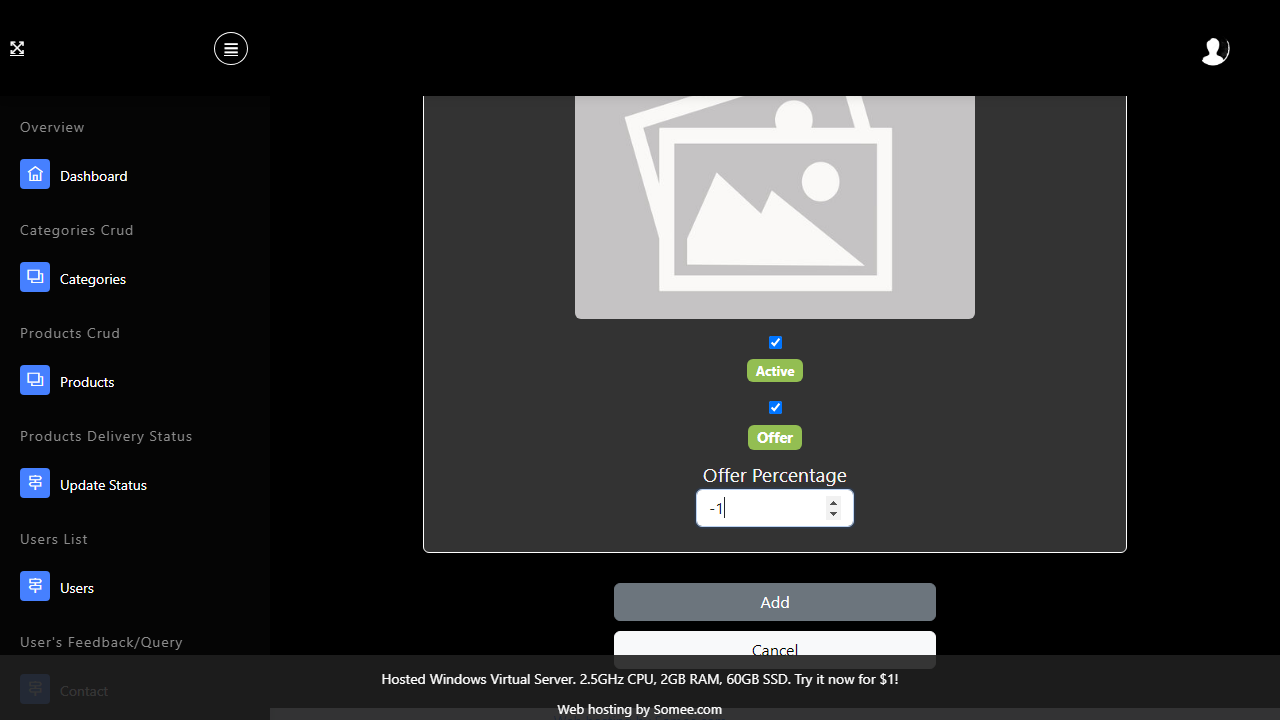 Overview
Dashboard
Categories Crud
Categories
Products Crud
Products
Products Delivery Status
Update Status
Users List
Users
User's Feedback/Query
Contact
Active
Offer
Offer Percentage
-1
Add
Cancel
Hosted Windows Virtual Server. 2.5GHz CPU, 2GB RAM, 60GB SSD. Try it now for $1!
Web hosting by Somee.com